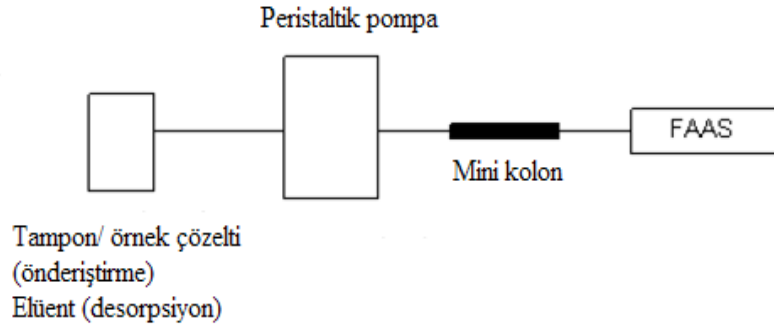 Peristaltik pompa
FAAS
Mini kolon
Tampon/ örnek çözelti
(önderiştirme)
Elüent (desorpsiyon)